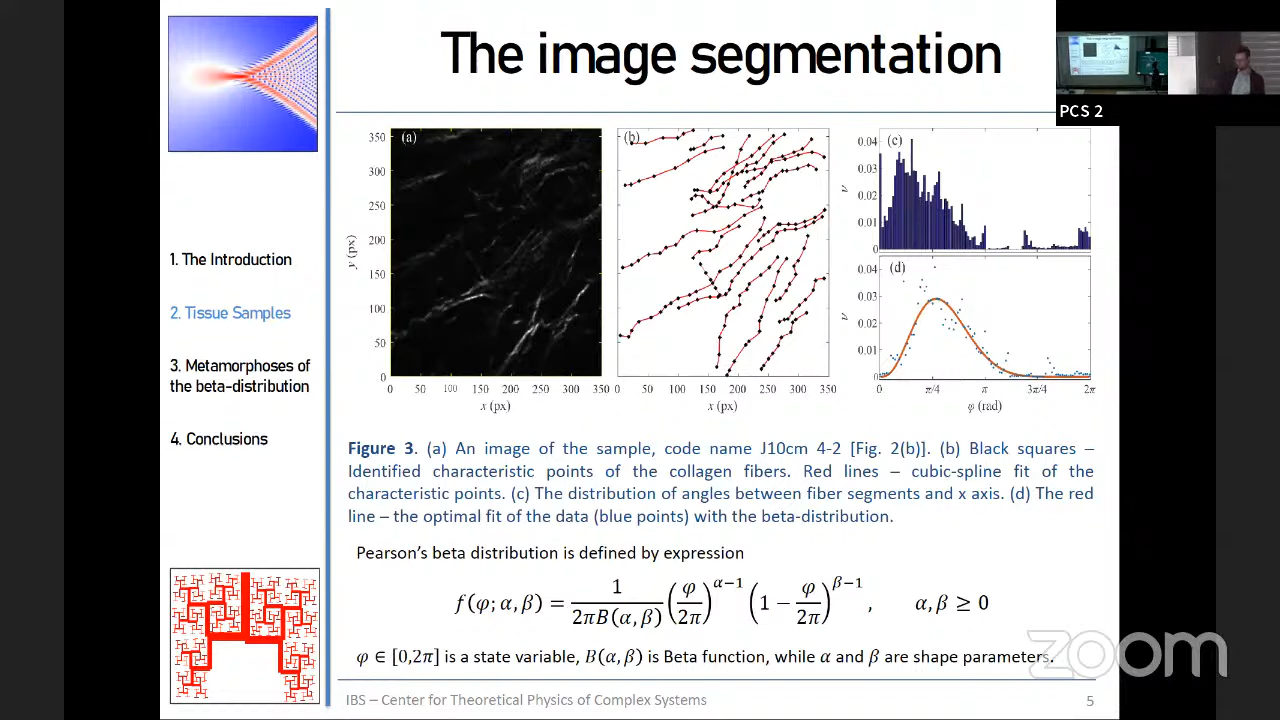 The image segmentation
PCS 2
1. The Introduction
2. Tissue Samples
3. Metamorphoses of
the beta-distribution
4. Conclusions
(a)
350
300
250
200
150
100
50
0
y (px)
0 50 100 150 200 250 300 350
x (px)
(b)
0 50 100 150 200 250 300 350
x (px)
(c)
0.04
0.03
0.02
0.01
0
ν
(d)
0.04
0.03
0.02
0.01
0
ν
0 π/4 π 3π/4 2π
φ (rad)
Figure 3. (a) An image of the sample, code name J10cm 4-2 [Fig. 2(b)]. (b) Black squares –
Identified characteristic points of the collagen fibers. Red lines – cubic-spline fit of the
characteristic points. (c) The distribution of angles between fiber segments and x axis. (d) The red
line – the optimal fit of the data (blue points) with the beta-distribution.
Pearson's beta distribution is defined by expression
f(φ; α, β) = 1/(2πB(α, β)) (φ/2π)^(α−1) (1 − φ/2π)^(β−1), α, β ≥ 0
φ ∈ [0,2π] is a state variable, B(α, β) is Beta function, while α and β are shape parameters.
zoom
IBS – Center for Theoretical Physics of Complex Systems
5